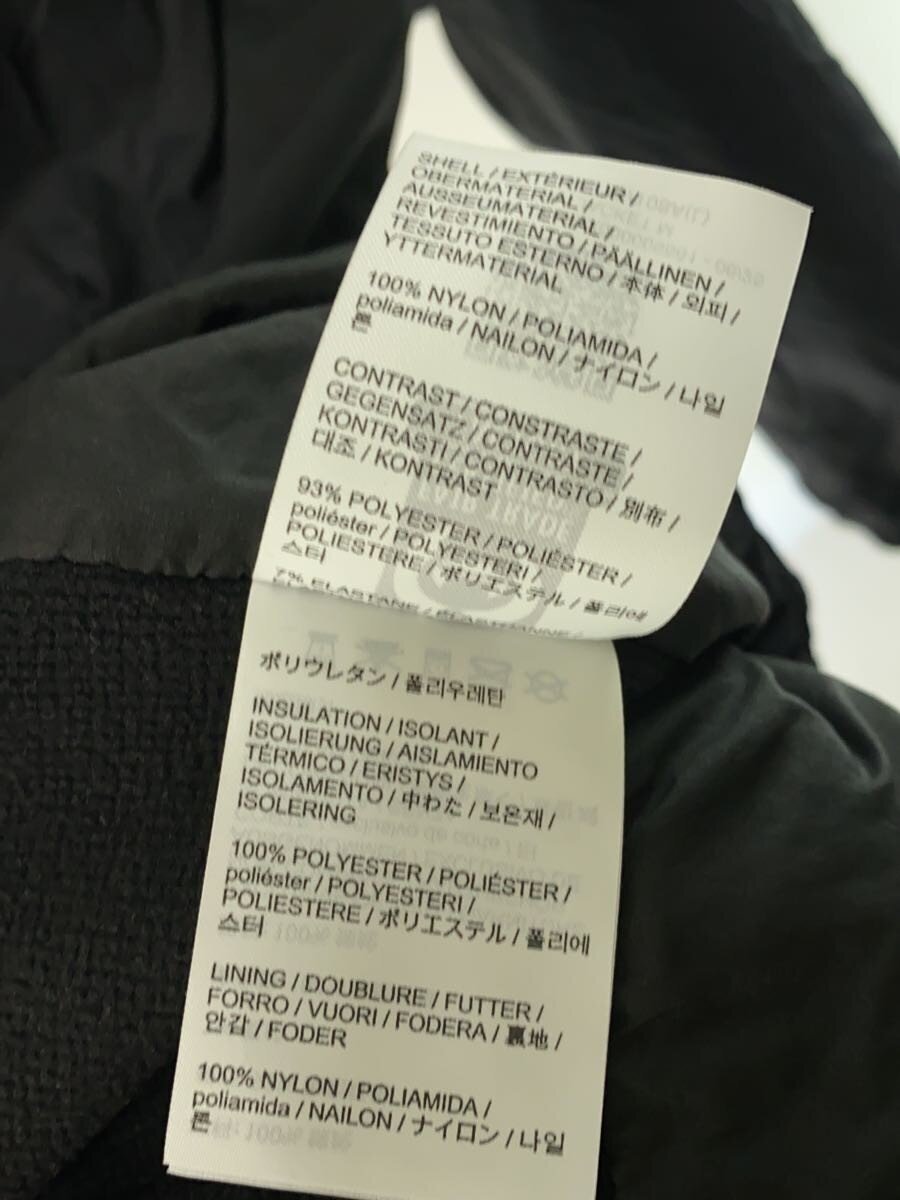 SHELL / EXTÉRIEUR /
OBERMATERIAL /
AUSSEUMATERIAL /
REVESTIMIENTO / PÄÄLLINEN /
TESSUTO ESTERNO / 本体 / 외피 /
YTTERMATERIAL
100% NYLON / POLIAMIDA /
poliamida / NAILON / ナイロン / 나일
론
CONTRAST / CONSTRASTE /
GEGENSATZ / CONTRASTE /
KONTRASTI / CONTRASTO / 別布 /
대조 / KONTRAST
93% POLYESTER / POLIÉSTER /
poliéster / POLYESTERI /
POLIESTERE / ポリエステル / 폴리에
스터
7% ELASTANE /
ポリウレタン / 폴리우레탄
INSULATION / ISOLANT /
ISOLIERUNG / AISLAMIENTO
TÉRMICO / ERISTYS /
ISOLAMENTO / 中わた / 보온재 /
ISOLERING
100% POLYESTER / POLIÉSTER /
poliéster / POLYESTERI /
POLIESTERE / ポリエステル / 폴리에
스터
LINING / DOUBLURE / FUTTER /
FORRO / VUORI / FODERA / 裏地 /
안감 / FODER
100% NYLON / POLIAMIDA /
poliamida / NAILON / ナイロン / 나일
론